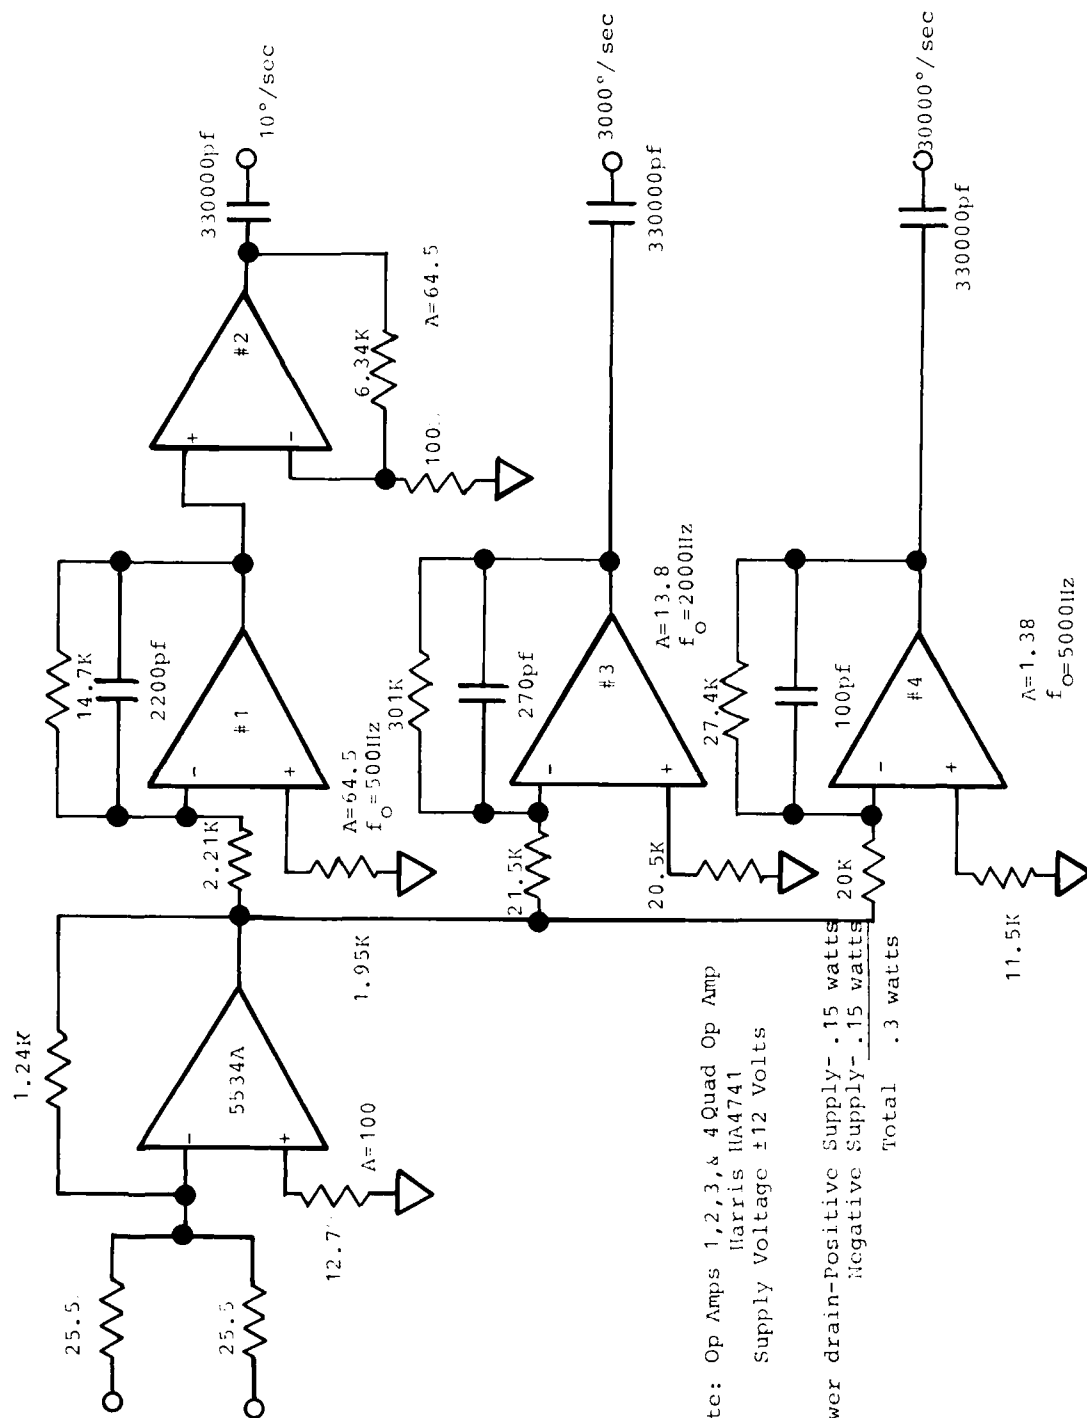 25.5
25.5
1.24K
5534A
-
+
12.7
A=100
1.95K
2.21K
14.7K
2200pf
#1
-
+
A=64.5
fo=500Hz
#2
+
-
6.34K
100
A=64.5
330000pf
10°/sec
21.5K
301K
270pf
#3
-
+
20.5K
A=13.8
fo=2000Hz
330000pf
3000°/sec
20K
27.4K
100pf
#4
-
+
11.5K
A=1.38
fo=5000Hz
330000pf
30000°/sec
te: Op Amps 1,2,3,& 4 Quad Op Amp
Harris HA4741
Supply Voltage ±12 Volts
wer drain-Positive Supply- .15 watts
Negative Supply- .15 watts
Total .3 watts